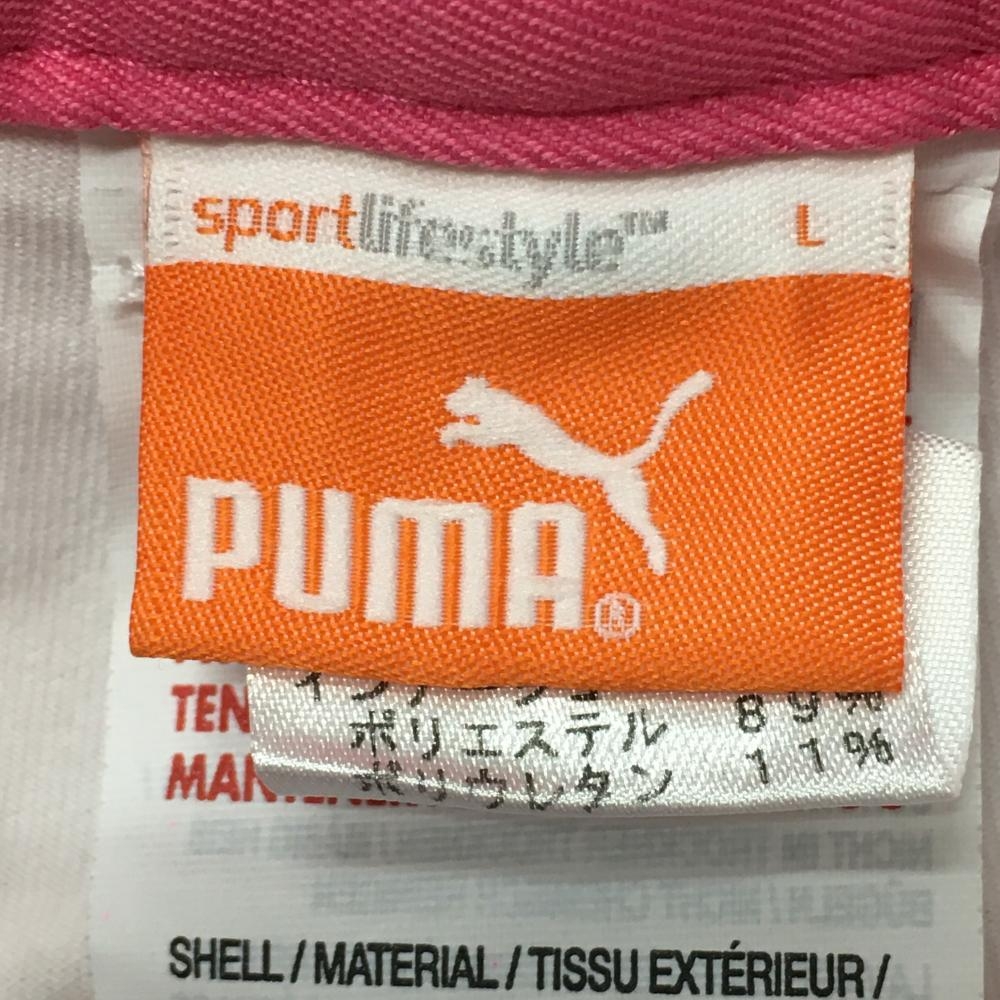 sportlifestyle™ L
PUMA®
ポリエステル 89%
ポリウレタン 11%
TEN
SHELL / MATERIAL / TISSU EXTÉRIEUR /